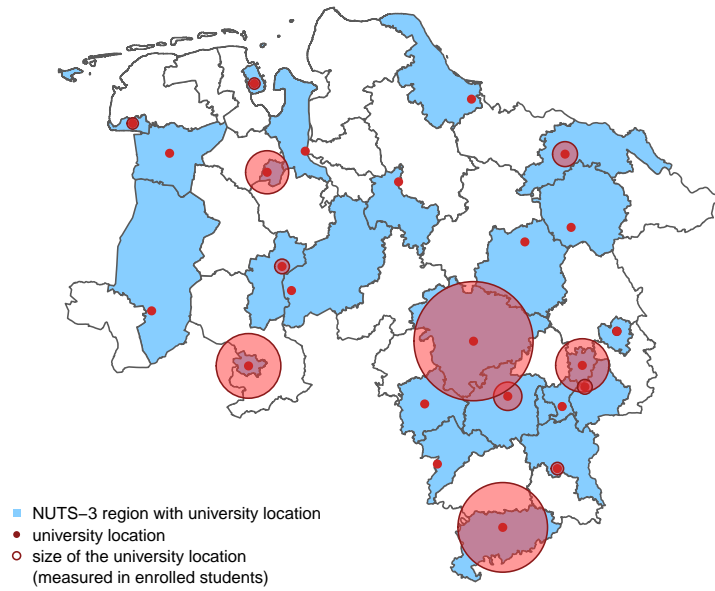 NUTS−3 region with university location
university location
size of the university location
(measured in enrolled students)